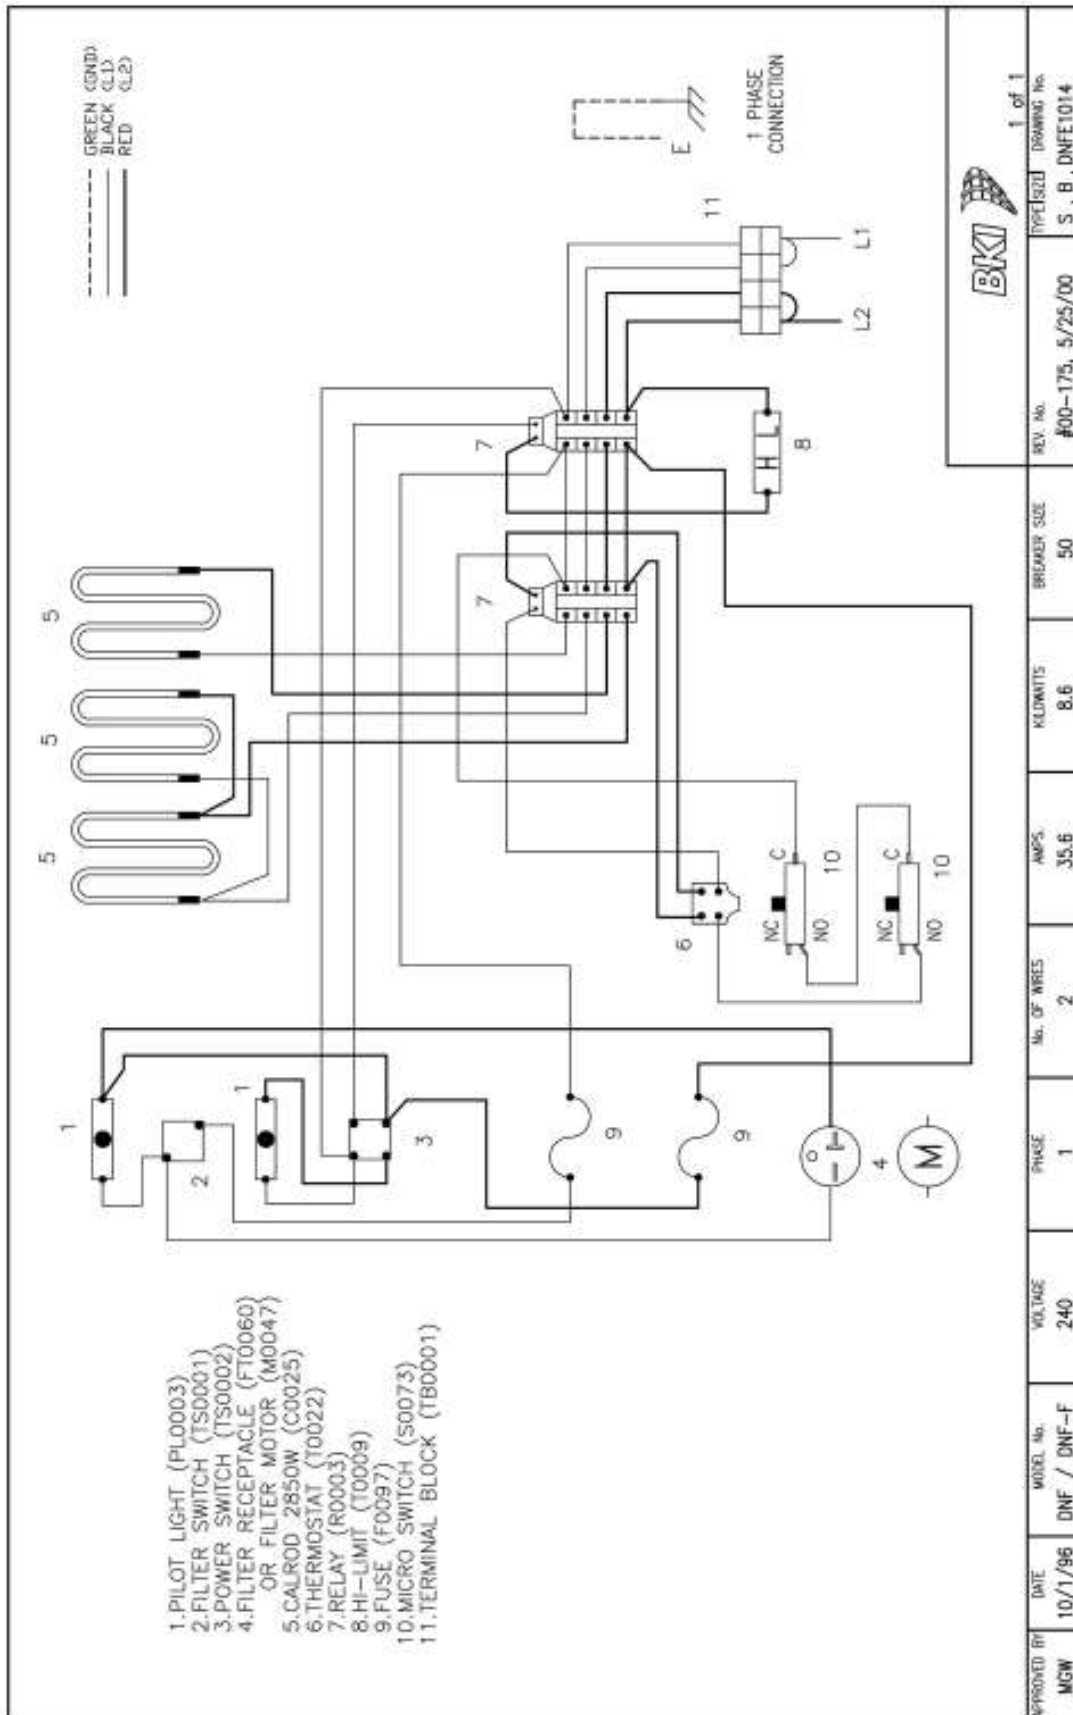 GREEN (GND)
BLACK (L1)
RED (L2)
5
5
5
1
2
1
3
9
9
4
M
7
7
6
NC
NO
C
10
NC
NO
C
10
H L
8
11
L2
L1
E
1 PHASE
CONNECTION
1.PILOT LIGHT (PL0003)
2.FILTER SWITCH (TS0001)
3.POWER SWITCH (TS0002)
4.FILTER RECEPTACLE (FT0060)
OR FILTER MOTOR (M0047)
5.CALROD 2850W (C0025)
6.THERMOSTAT (T0022)
7.RELAY (R0003)
8.HI-LIMIT (T0009)
9.FUSE (F0097)
10.MICRO SWITCH (S0073)
11.TERMINAL BLOCK (TB0001)
BKI
1 of 1
APPROVED BY DATE MODEL No. VOLTAGE PHASE No. OF WIRES AMPS. KILOWATTS BREAKER SIZE REV. No. TYPE SIZE DRAWING No.
MGW 10/1/96 DNF / DNF-F 240 1 2 35.6 8.6 50 #00-175, 5/25/00 S B DNFE1014